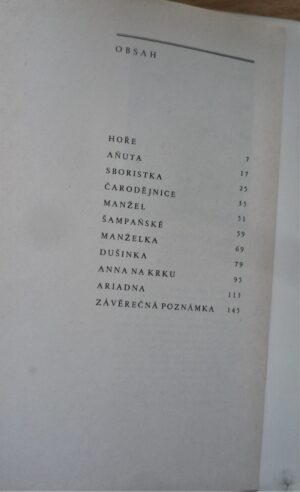 OBSAH
HOŘE 7
AŇUTA 17
SBORISTKA 25
ČARODĚJNICE 35
MANŽEL 51
ŠAMPAŇSKÉ 59
MANŽELKA 69
DUŠINKA 79
ANNA NA KRKU 95
ARIADNA 113
ZÁVĚREČNÁ POZNÁMKA 145